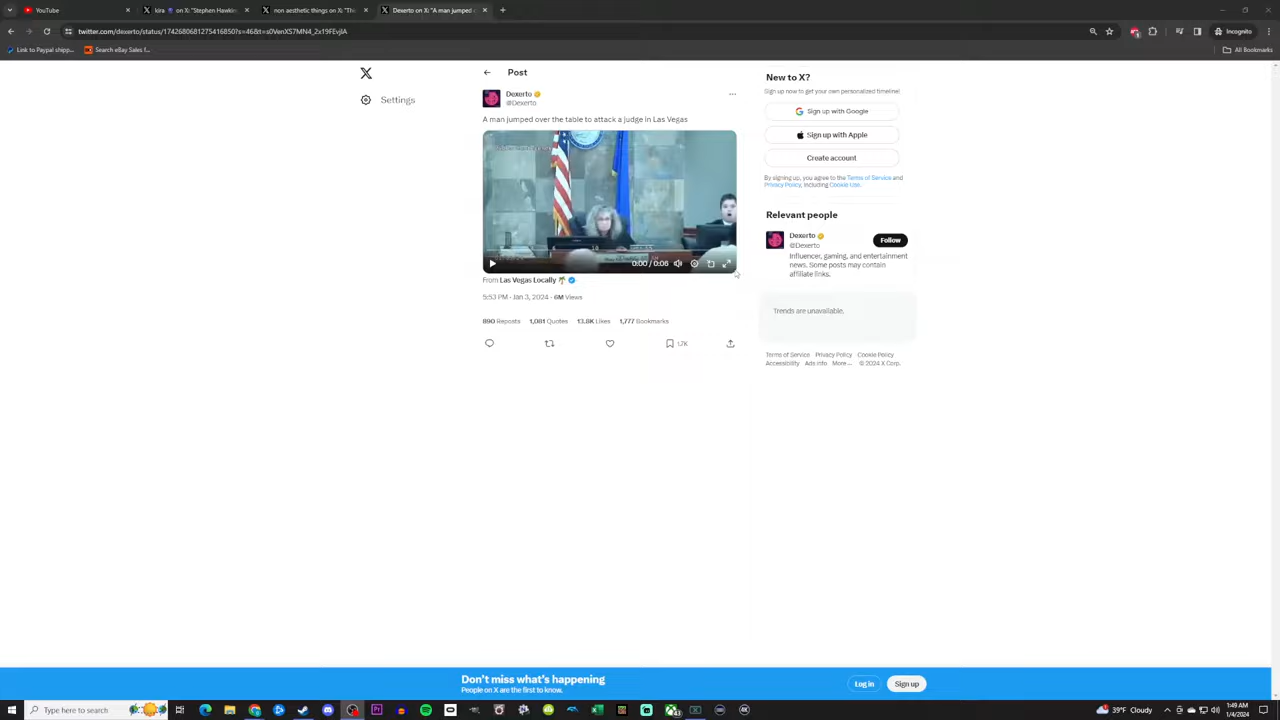 YouTube
kira on X: "Stephen Hawkin
non aesthetic things on X: "Thi
Dexerto on X: "A man jumped o
twitter.com/dexerto/status/1742680681275416850?s=46&t=s0VenXS7MN4_2x19FEvjIA
Incognito
Link to Paypal shipp...
Search eBay Sales f...
All Bookmarks
Settings
Post
Dexerto
@Dexerto
A man jumped over the table to attack a judge in Las Vegas
0:00 / 0:06
From Las Vegas Locally
5:53 PM · Jan 3, 2024 · 6M Views
890 Reposts 1,081 Quotes 13.8K Likes 1,777 Bookmarks
1.7K
New to X?
Sign up now to get your own personalized timeline!
Sign up with Google
Sign up with Apple
Create account
By signing up, you agree to the Terms of Service and
Privacy Policy, including Cookie Use.
Relevant people
Dexerto
@Dexerto
Follow
Influencer, gaming, and entertainment
news. Some posts may contain
affiliate links.
Trends are unavailable.
Terms of Service Privacy Policy Cookie Policy
Accessibility Ads info More... © 2024 X Corp.
Don't miss what's happening
People on X are the first to know.
Log in
Sign up
Type here to search
39°F Cloudy
1:49 AM
1/4/2024